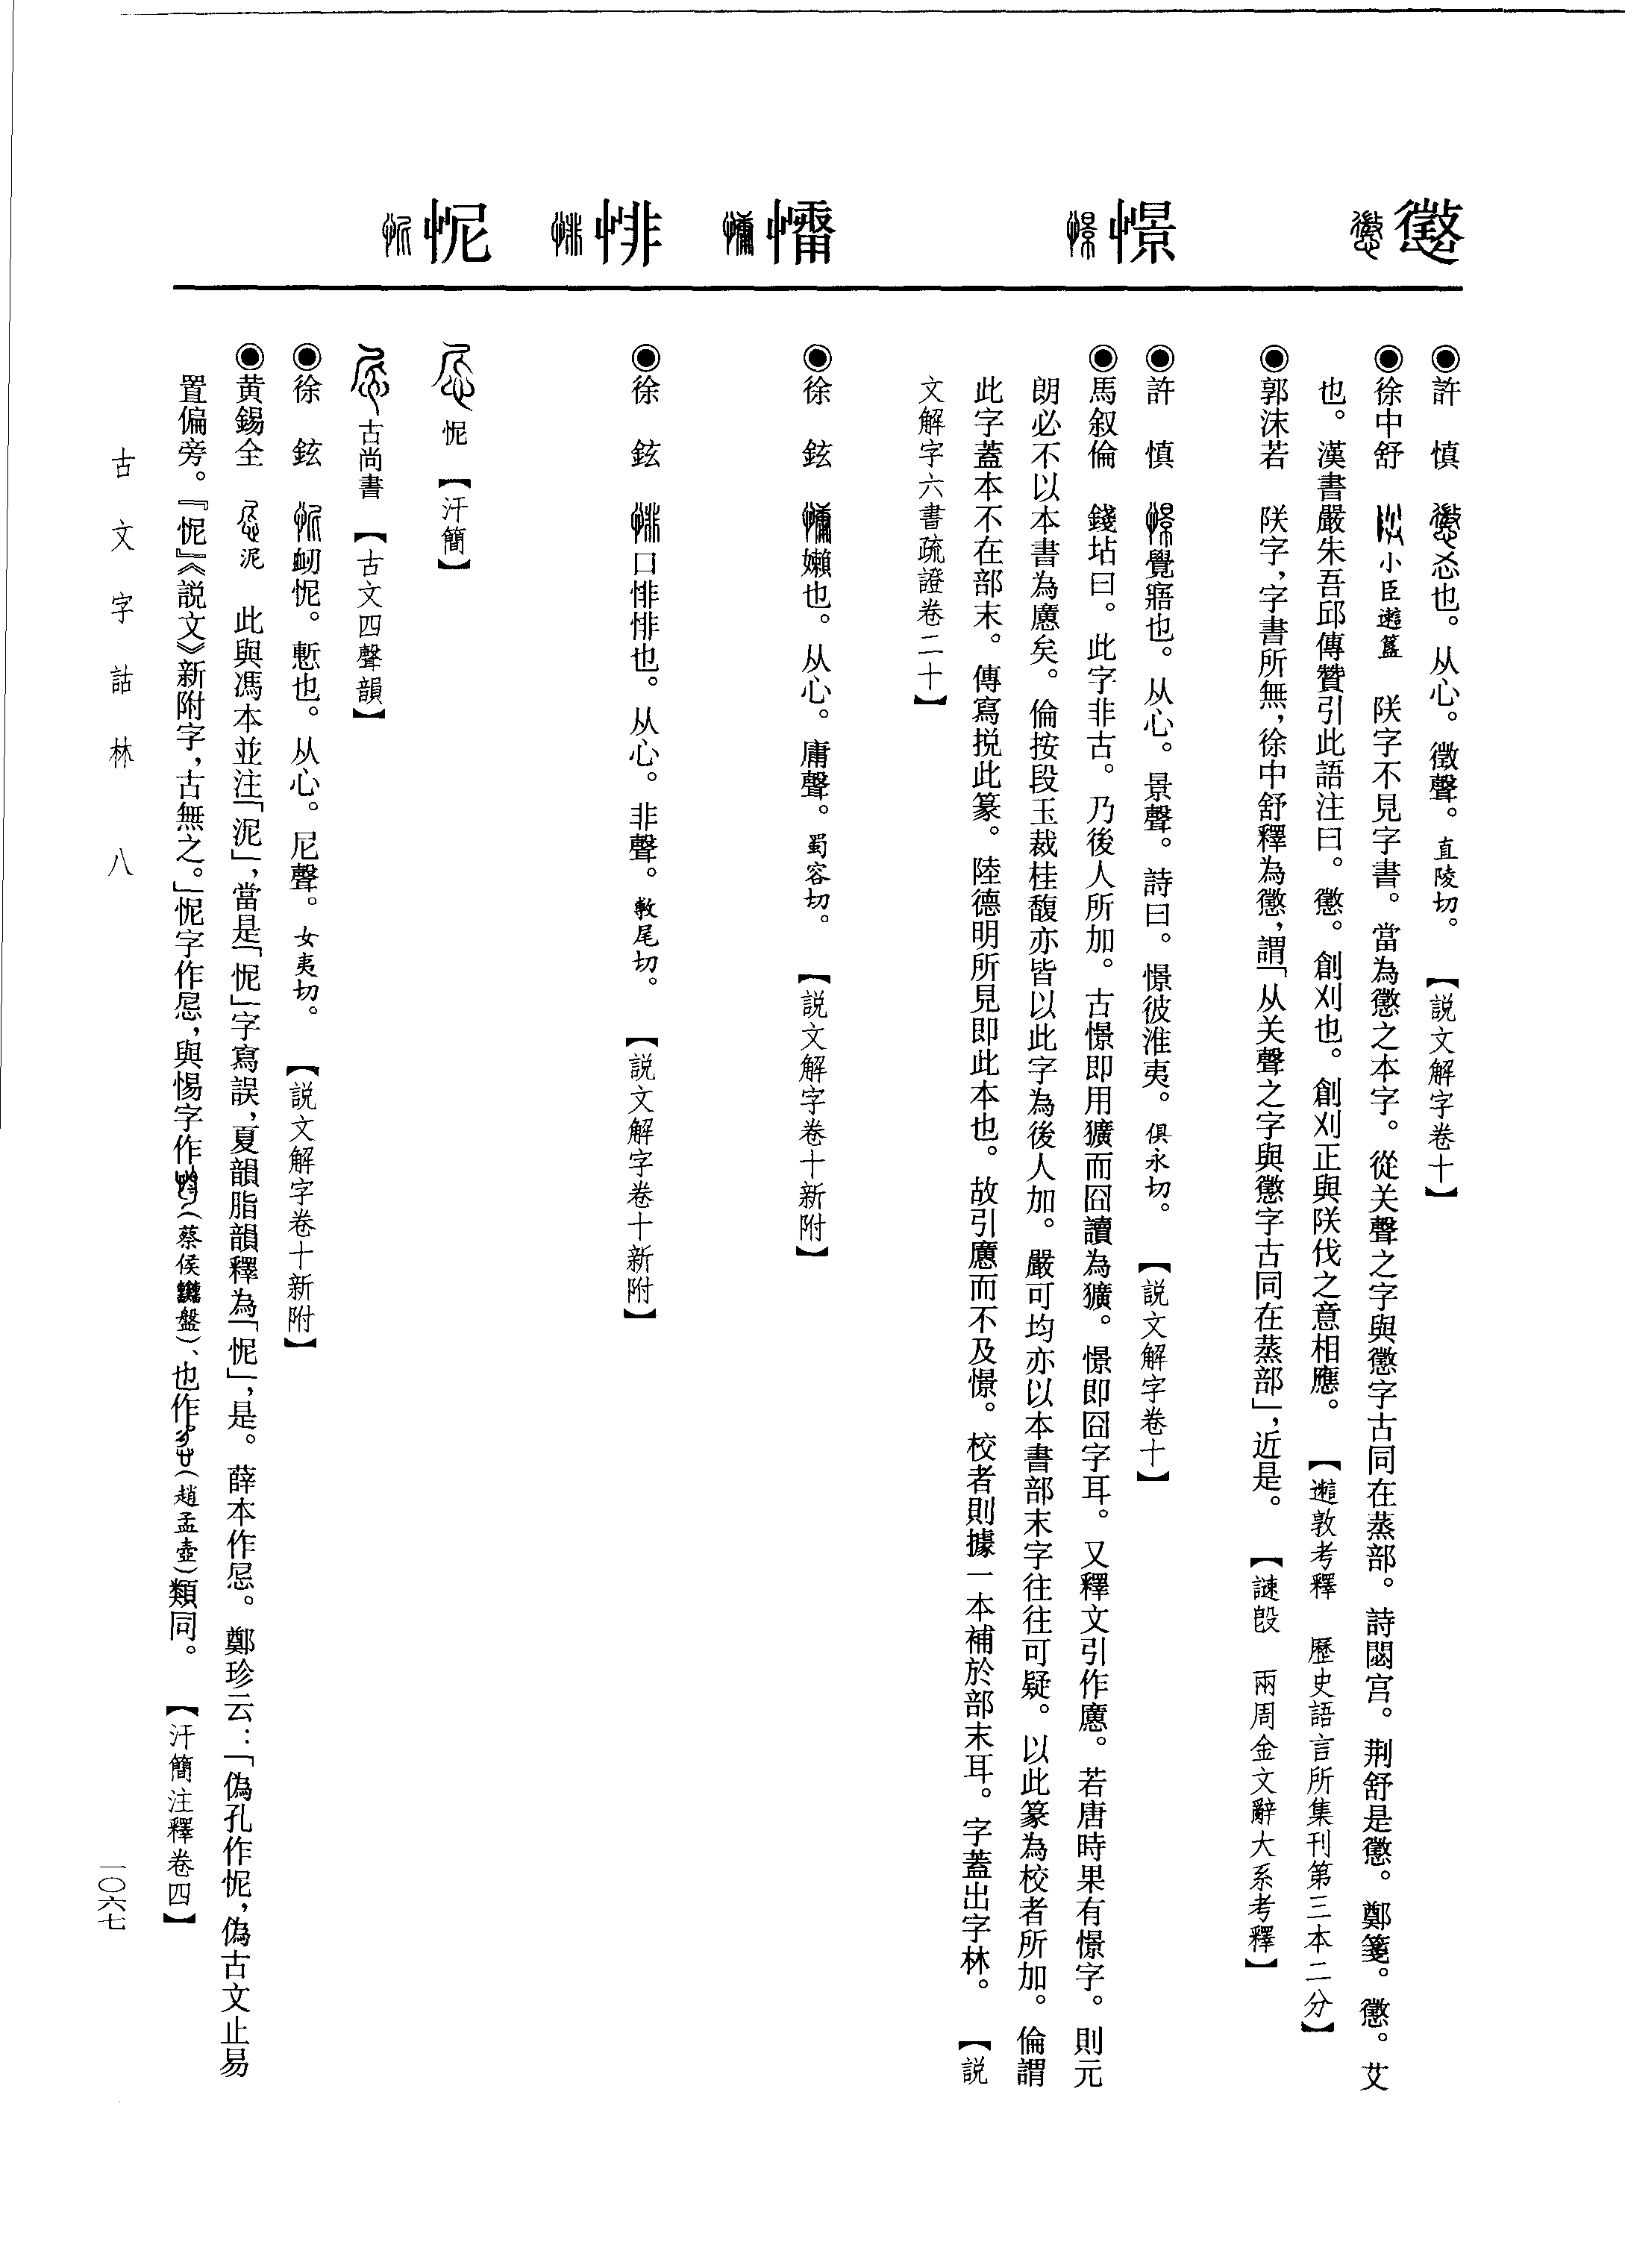 懲
憬
慵
悱
怩
◉許　慎　忞也。从心。徵聲。直陵切。【説文解字卷十】
◉徐中舒　小臣簋　㕙字不見字書。當為懲之本字。從关聲之字與懲字古同在蒸部。詩閟宮。荆舒是懲。鄭箋。懲。艾
也。漢書嚴朱吾邱傳贊引此語注曰。懲。創刈也。創刈正與伐之意相應。【敦考釋　歷史語言所集刊第三本二分】
◉郭沫若　字，字書所無，徐中舒釋為懲，謂「从关聲之字與懲字古同在蒸部」，近是。【諫𣪘　兩周金文辭大系考釋】
◉許　慎　覺寤也。从心。景聲。詩曰。憬彼淮夷。俱永切。【説文解字卷十】
◉馬叙倫　錢坫曰。此字非古。乃後人所加。古憬即用獷而囧讀為獷。憬即囧字耳。又釋文引作懬。若唐時果有憬字。則元
朗必不以本書為懬矣。倫按段玉裁桂馥亦皆以此字為後人加。嚴可均亦以本書部末字往往可疑。以此篆為校者所加。倫謂
此字蓋本不在部末。傳寫挩此篆。陸德明所見即此本也。故引懬而不及憬。校者則據一本補於部末耳。字蓋出字林。【説
文解字六書疏證卷二十】
◉徐　鉉　嬾也。从心。庸聲。蜀容切。【説文解字卷十新附】
◉徐　鉉　口悱悱也。从心。非聲。敷尾切。【説文解字卷十新附】
怩【汗簡】
古尚書【古文四聲韻】
◉徐　鉉　㤲怩。慙也。从心。尼聲。女夷切。【説文解字卷十新附】
◉黄錫全　泥　此與馮本並注「泥」，當是「怩」字寫誤，夏韻脂韻釋為「怩」，是。薛本作㞾。鄭珍云：「偽孔作怩，偽古文止易
置偏旁。『怩』《説文》新附字，古無之。」怩字作㞾，與惕字作（蔡侯盤）、也作（趙孟壺）類同。【汗簡注釋卷四】
古文字詁林　八
一〇六七